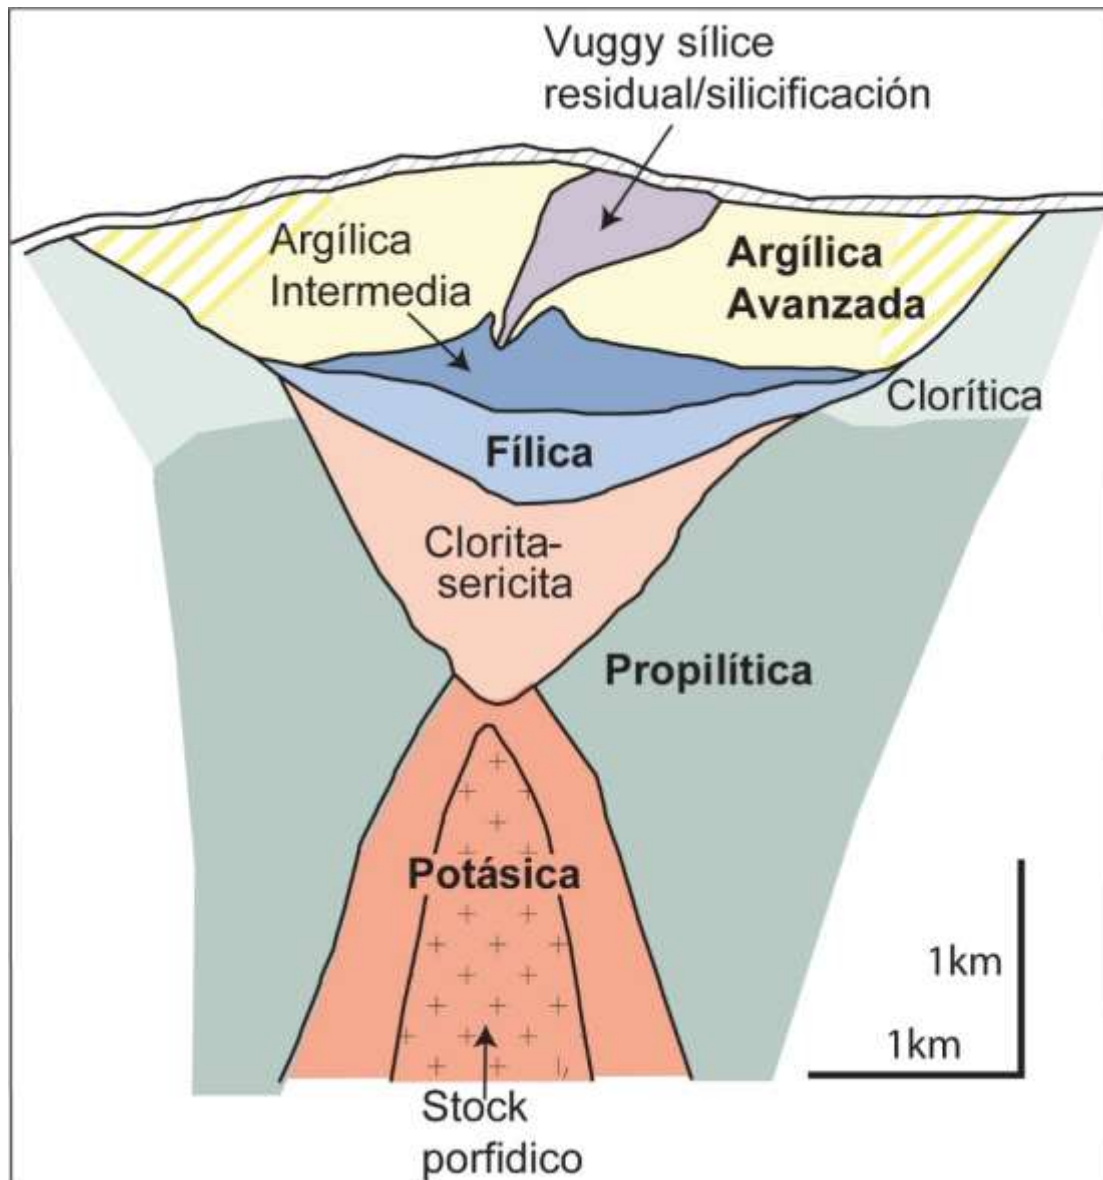 Vuggy sílice
residual/silicificación
Argílica
Intermedia
Argílica
Avanzada
Clorítica
Fílica
Clorita-
sericita
Propilítica
Potásica
1km
1km
Stock
porfidico